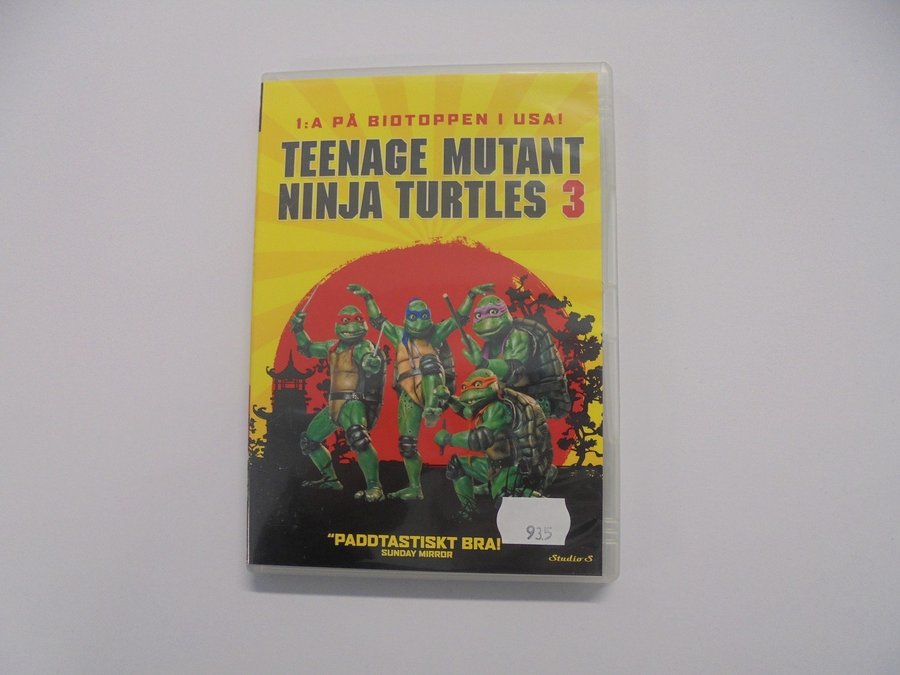 1:A PÅ BIOTOPPEN I USA!
TEENAGE MUTANT
NINJA TURTLES 3
935
"PADDTASTISKT BRA!
SUNDAY MIRROR
Studio S